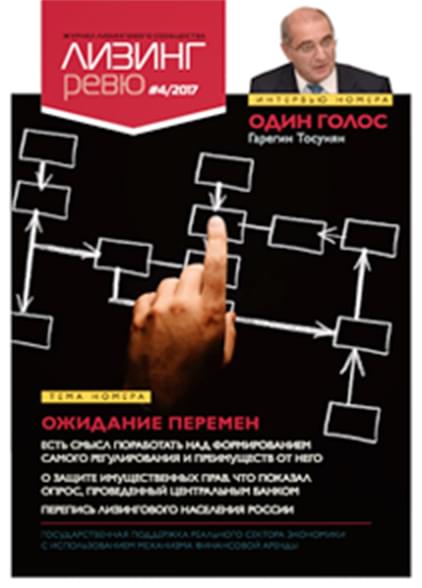 ЖУРНАЛ ЛИЗИНГОВОГО СООБЩЕСТВА
ЛИЗИНГ
ревю #4/2017
ИНТЕРВЬЮ НОМЕРА
ОДИН ГОЛОС
Гарегин Тосунян
ТЕМА НОМЕРА
ОЖИДАНИЕ ПЕРЕМЕН
ЕСТЬ СМЫСЛ ПОРАБОТАТЬ НАД ФОРМИРОВАНИЕМ
САМОГО РЕГУЛИРОВАНИЯ И ПРЕИМУЩЕСТВ ОТ НЕГО
О ЗАЩИТЕ ИМУЩЕСТВЕННЫХ ПРАВ. ЧТО ПОКАЗАЛ
ОПРОС, ПРОВЕДЕННЫЙ ЦЕНТРАЛЬНЫМ БАНКОМ
ПЕРЕПИСЬ ЛИЗИНГОВОГО НАСЕЛЕНИЯ РОССИИ
ГОСУДАРСТВЕННАЯ ПОДДЕРЖКА РЕАЛЬНОГО СЕКТОРА ЭКОНОМИКИ
С ИСПОЛЬЗОВАНИЕМ МЕХАНИЗМА ФИНАНСОВОЙ АРЕНДЫ